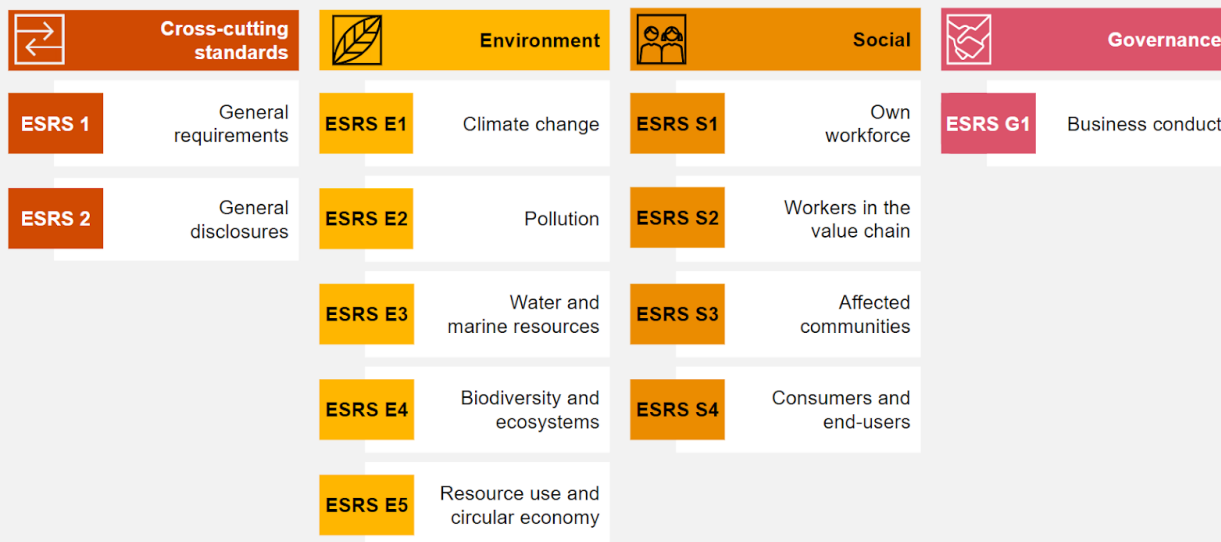 Cross-cutting
standards
ESRS 1
General
requirements
ESRS 2
General
disclosures
Environment
ESRS E1
Climate change
ESRS E2
Pollution
ESRS E3
Water and
marine resources
ESRS E4
Biodiversity and
ecosystems
ESRS E5
Resource use and
circular economy
Social
ESRS S1
Own
workforce
ESRS S2
Workers in the
value chain
ESRS S3
Affected
communities
ESRS S4
Consumers and
end-users
Governance
ESRS G1
Business conduct